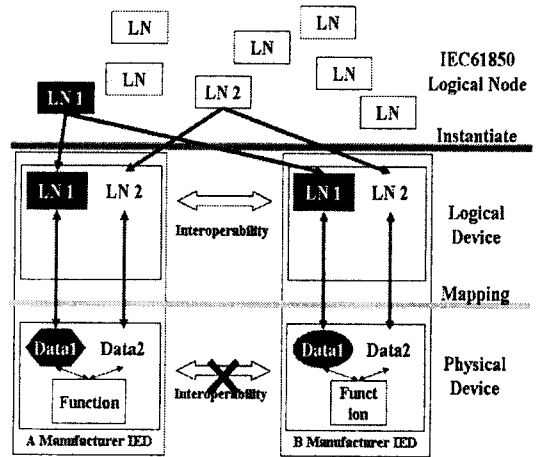 LN
LN
LN
LN
LN
LN
IEC61850
Logical Node
LN 1
LN 2
Instantiate
LN 1
LN 2
LN 1
LN 2
Interoperability
Logical
Device
Mapping
Data1
Data2
Data1
Data2
Interoperability
Physical
Device
Function
Funct
ion
A Manufacturer IED
B Manufacturer IED